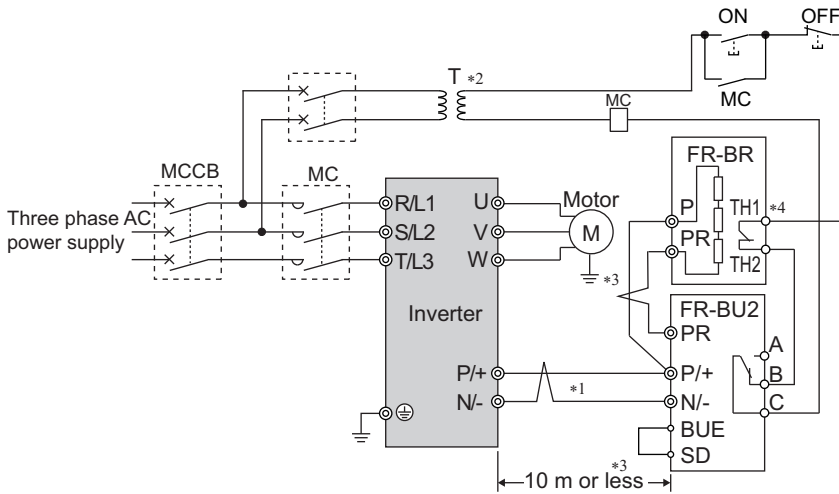 ON
OFF
T *2
MC
MC
FR-BR
MCCB
MC
P
TH1
*4
R/L1
U
Motor
Three phase AC
power supply
S/L2
V
M
PR
TH2
T/L3
W
*3
FR-BU2
Inverter
PR
A
P/+
*1
P/+
B
N/-
N/-
C
BUE
SD
10 m or less *3